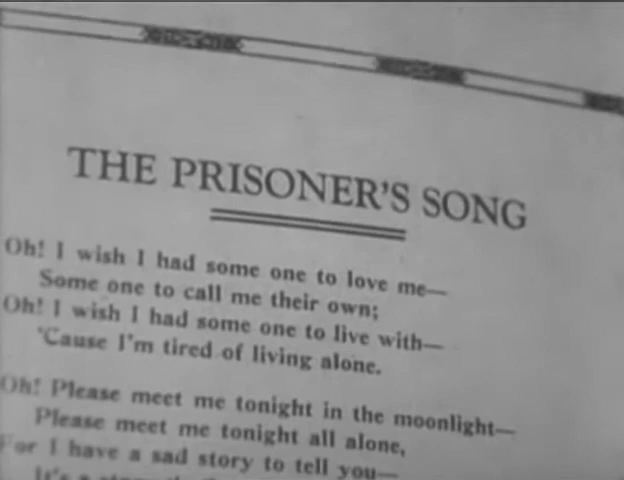 THE PRISONER'S SONG
Oh! I wish I had some one to love me—
Some one to call me their own;
Oh! I wish I had some one to live with—
'Cause I'm tired of living alone.
Oh! Please meet me tonight in the moonlight—
Please meet me tonight all alone,
For I have a sad story to tell you—
It's a